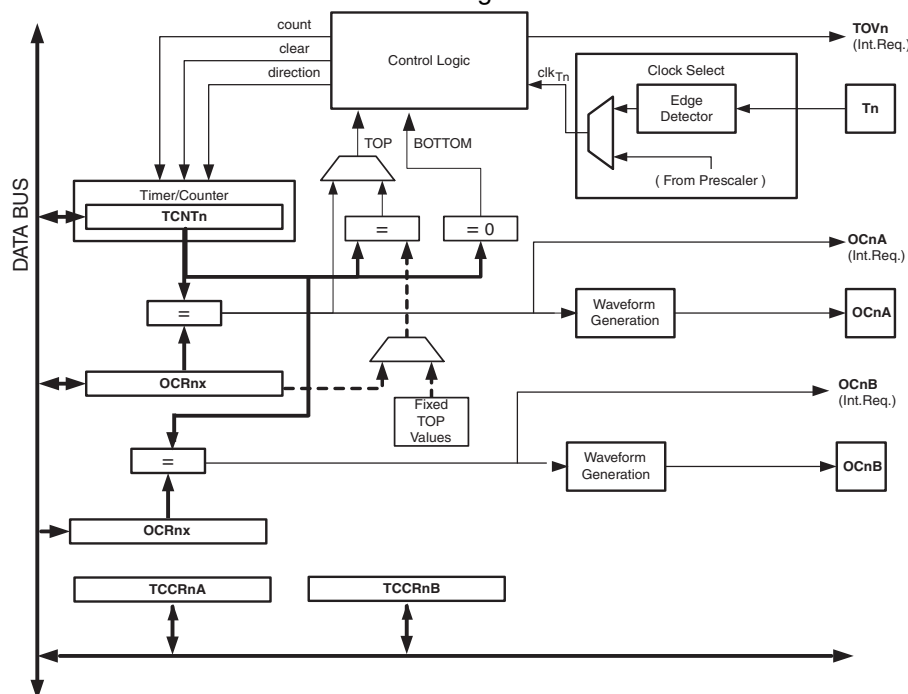 count
clear
direction
Control Logic
TOVn
(Int.Req.)
clkTn
Clock Select
Edge
Detector
Tn
( From Prescaler )
TOP
BOTTOM
Timer/Counter
TCNTn
=
= 0
DATA BUS
OCnA
(Int.Req.)
=
Waveform
Generation
OCnA
OCRnx
Fixed
TOP
Values
OCnB
(Int.Req.)
=
Waveform
Generation
OCnB
OCRnx
TCCRnA
TCCRnB